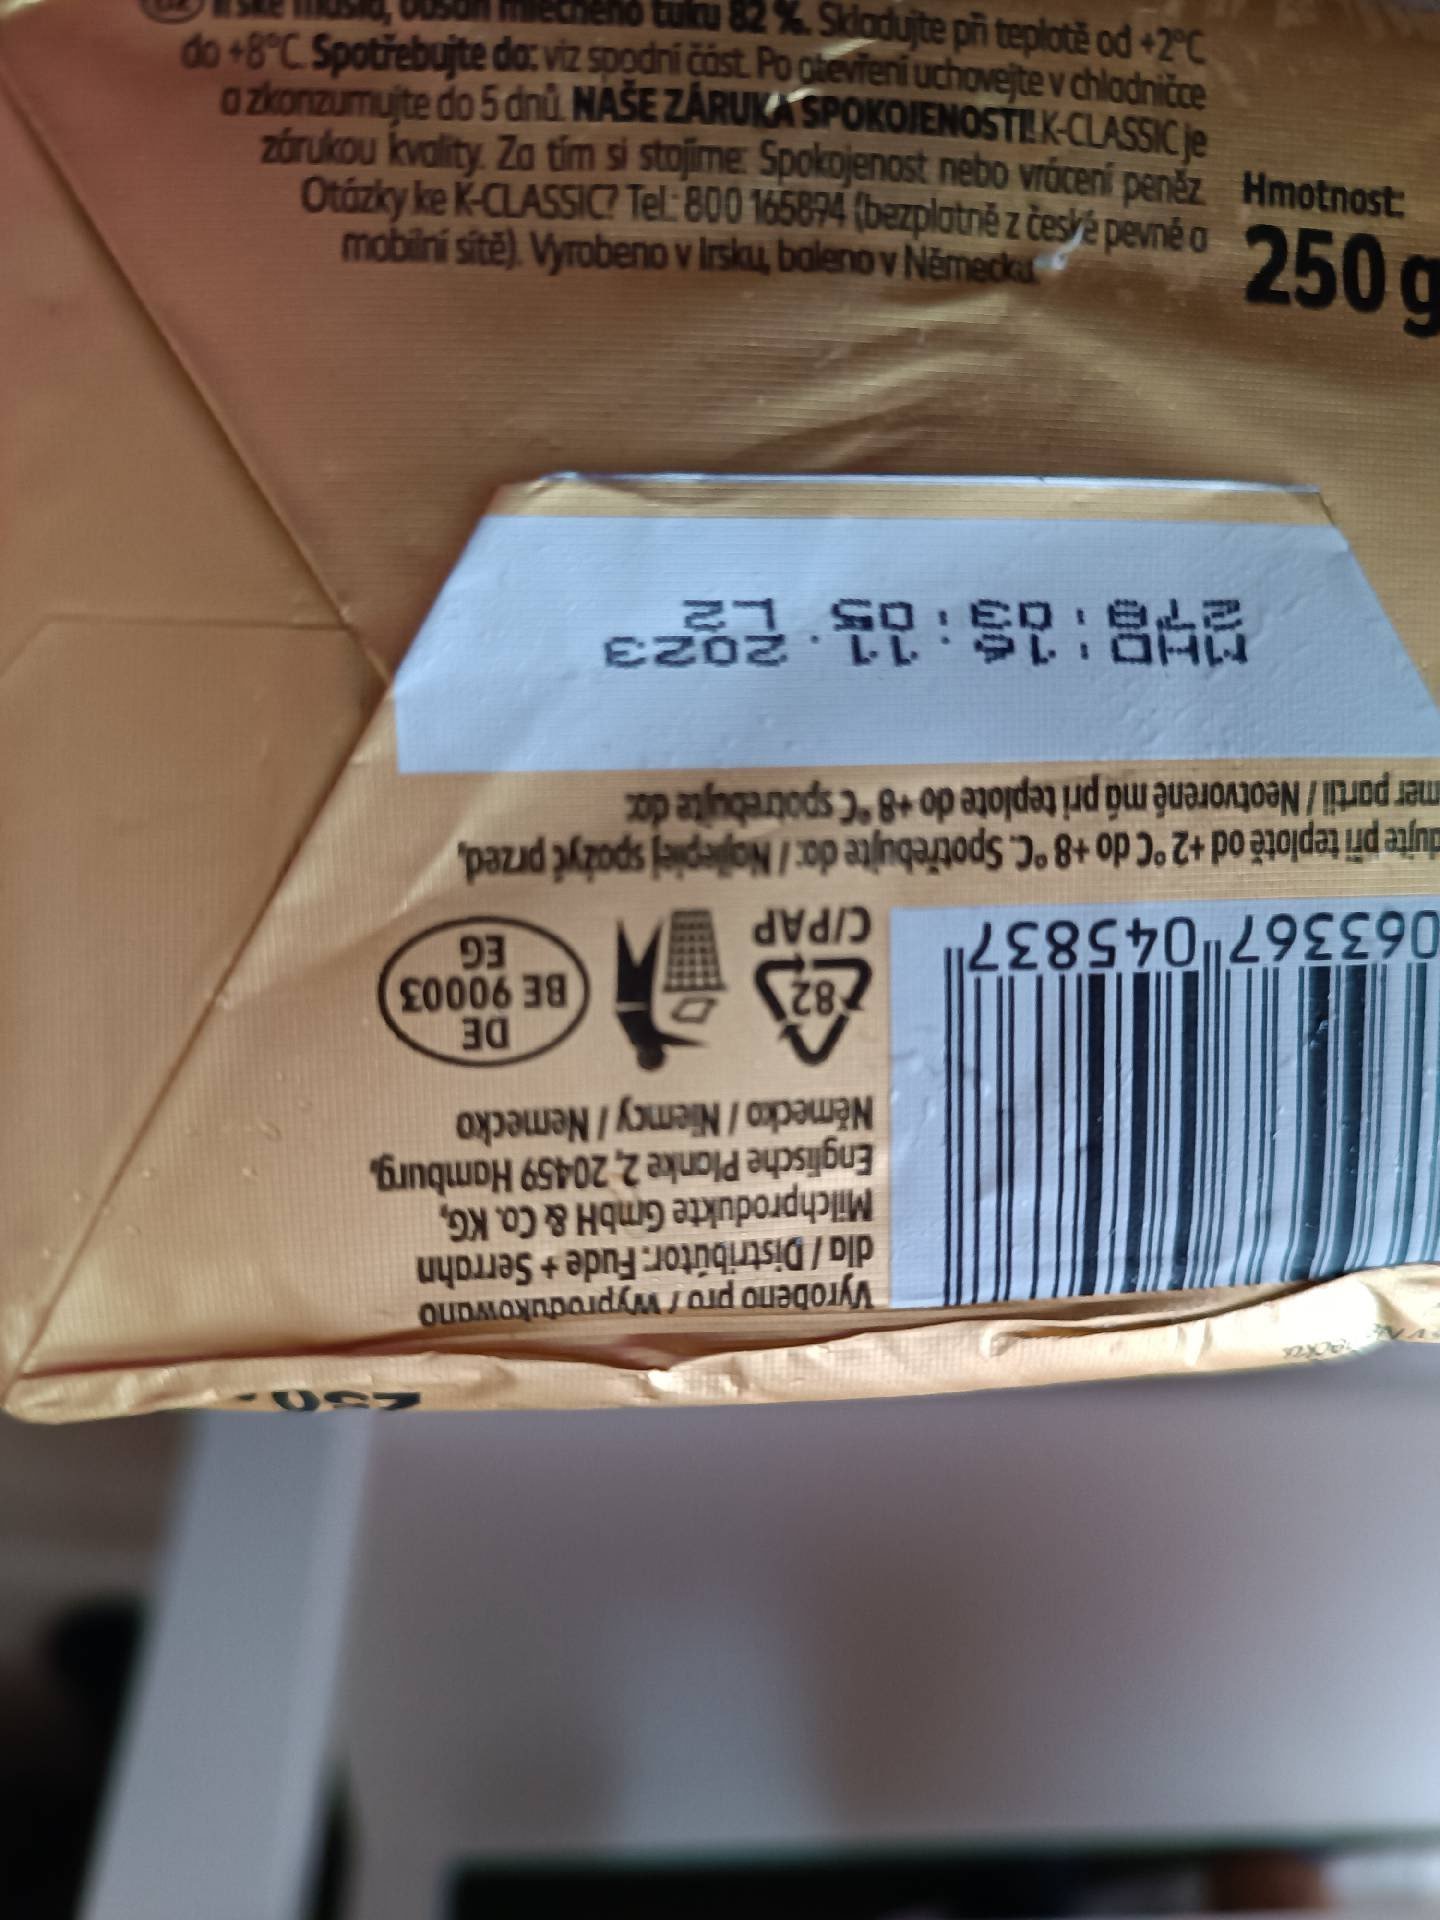 Irské máslo, obsah mléčného tuku 82 %. Skladujte při teplotě od +2°C
do +8°C. Spotřebujte do: viz spodní část. Po otevření uchovejte v chladničce
a zkonzumujte do 5 dnů. NAŠE ZÁRUKA SPOKOJENOSTI! K-CLASSIC je
zárukou kvality. Za tím si stojíme: Spokojenost nebo vrácení peněz.
Otázky ke K-CLASSIC? Tel.: 800 165894 (bezplatně z české pevné a
mobilní sítě). Vyrobeno v Irsku, baleno v Německu.
Hmotnost:
250 g
Vyrobeno pro / Wyprodukowano
dla / Distribútor: Fude + Serrahn
Milchprodukte GmbH & Co. KG,
Englische Planke 2, 20459 Hamburg,
Německo / Niemcy / Nemecko
82
C/PAP
DE
BE 90003
EG
063367 045837
dujte při teplotě od +2 °C do +8 °C. Spotřebujte do: / Najlepiej spożyć przed,
mer partii / Neotvorené má pri teplote do +8 °C spotrebujte do:
MHD: 16.11.2023
278:03:05 L2